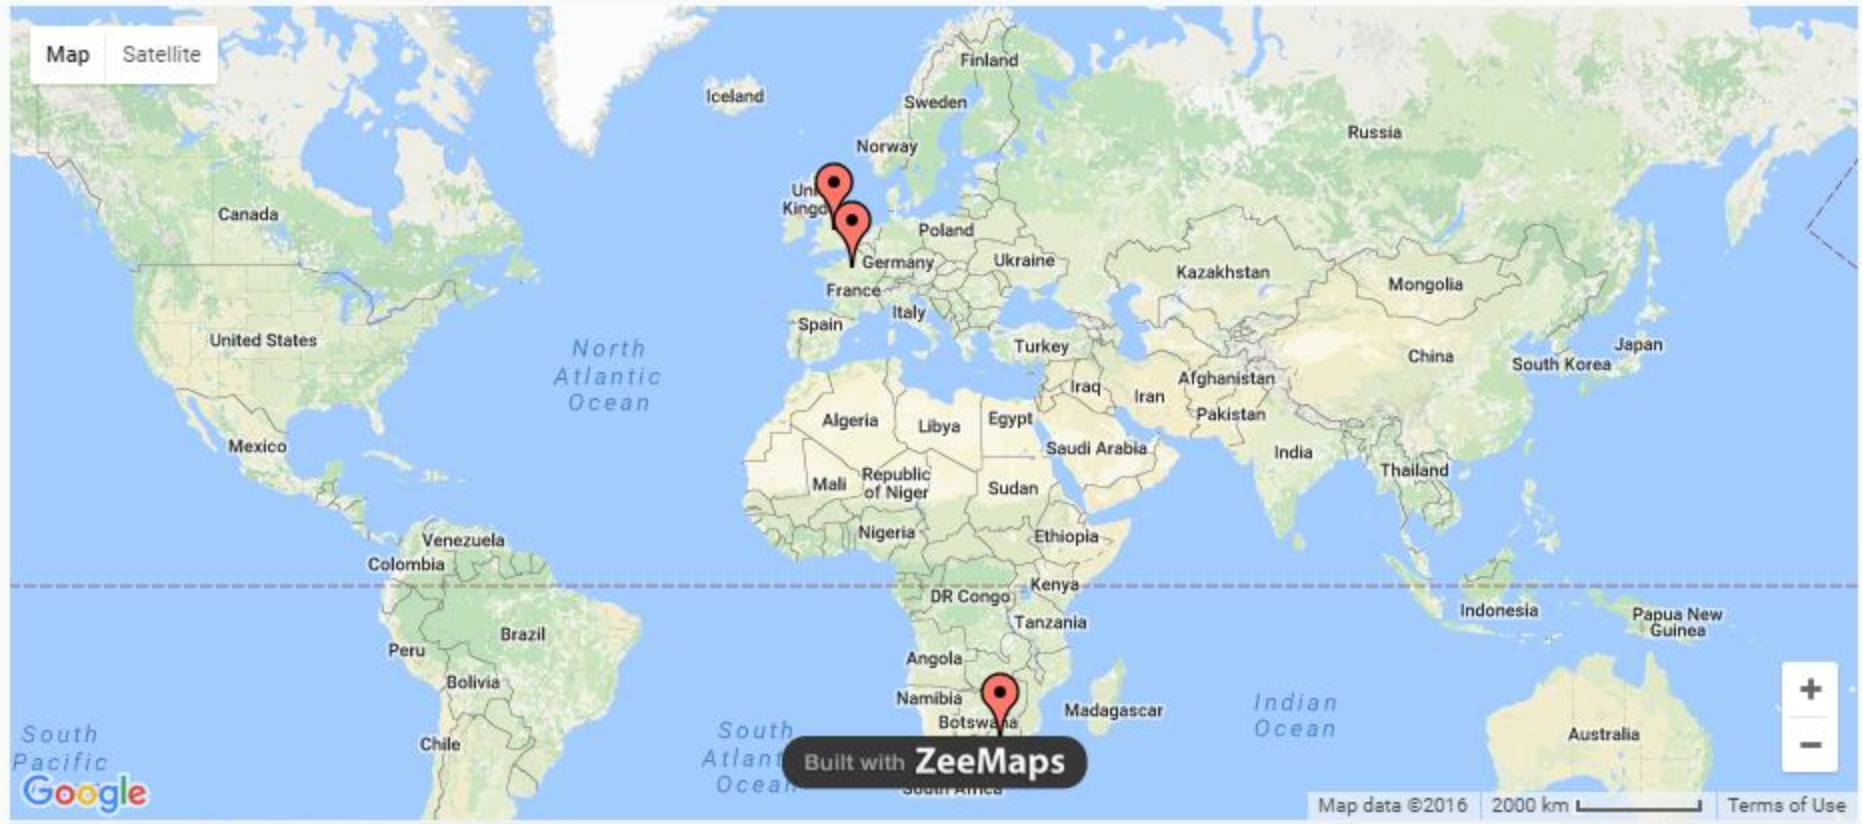 Map Satellite
Finland
Iceland
Sweden
Russia
Norway
Kingd
Canada
Poland
Germany
Ukraine
Kazakhstan
Mongolia
France
Italy
Spain
United States
North
Atlantic
Ocean
Turkey
Japan
South Korea
China
Afghanistan
Iraq
Iran
Pakistan
Algeria
Libya
Egypt
Saudi Arabia
Mexico
India
Thailand
Mali
Republic
of Niger
Sudan
Nigeria
Ethiopia
Venezuela
Colombia
Kenya
DR Congo
Indonesia
Papua New
Guinea
Tanzania
Brazil
Peru
Angola
Bolivia
Namibia
Madagascar
Indian
Ocean
Botswana
South
Pacific
South
Atlant
Ocean
Chile
Australia
Built with ZeeMaps
South Africa
Google
Map data ©2016 2000 km Terms of Use